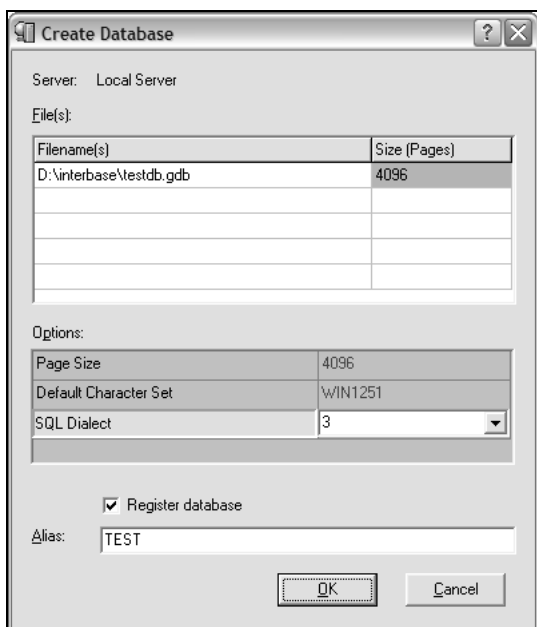 Create Database
Server: Local Server
File(s):
Filename(s) Size (Pages)
D:\interbase\testdb.gdb 4096
Options:
Page Size 4096
Default Character Set WIN1251
SQL Dialect 3
Register database
Alias: TEST
OK Cancel